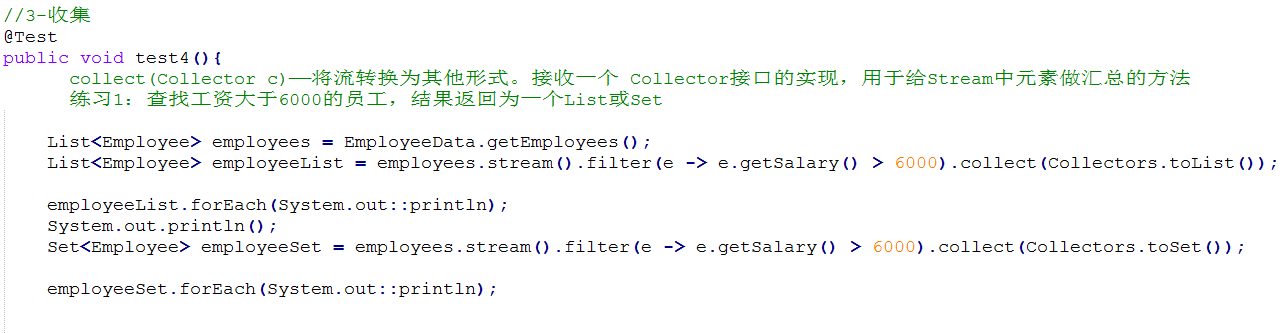 //3-收集
@Test
public void test4(){
collect(Collector c)——将流转换为其他形式。接收一个 Collector接口的实现，用于给Stream中元素做汇总的方法
练习1：查找工资大于6000的员工，结果返回为一个List或Set
List<Employee> employees = EmployeeData.getEmployees();
List<Employee> employeeList = employees.stream().filter(e -> e.getSalary() > 6000).collect(Collectors.toList());
employeeList.forEach(System.out::println);
System.out.println();
Set<Employee> employeeSet = employees.stream().filter(e -> e.getSalary() > 6000).collect(Collectors.toSet());
employeeSet.forEach(System.out::println);